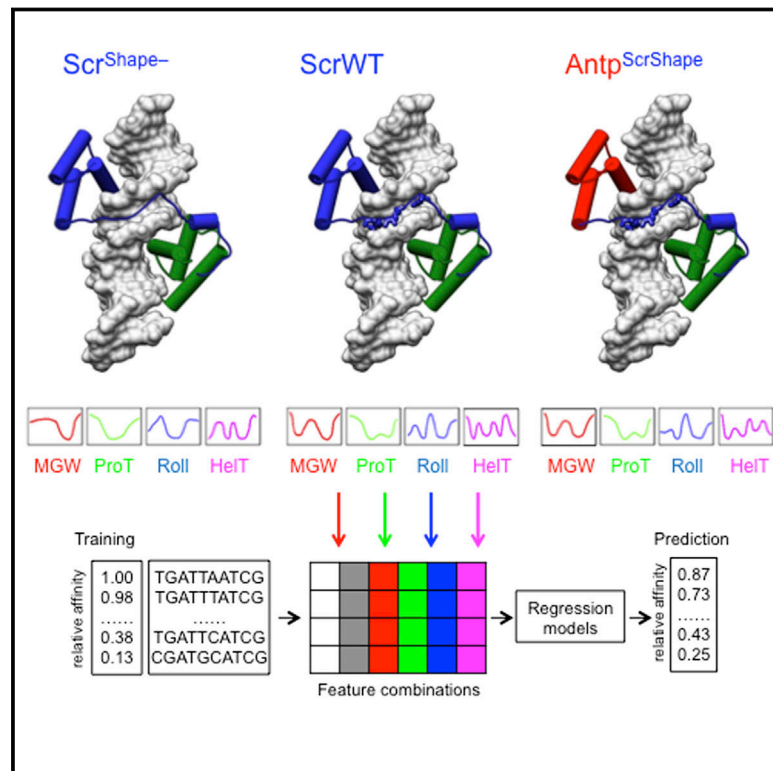 Scr^Shape– ScrWT Antp^ScrShape
MGW ProT Roll HelT MGW ProT Roll HelT MGW ProT Roll HelT
Training Prediction
relative affinity
1.00 TGATTAATCG
0.98 TGATTTATCG
...... ......
0.38 TGATTCATCG
0.13 CGATGCATCG
Feature combinations
Regression
models
relative affinity
0.87
0.73
......
0.43
0.25